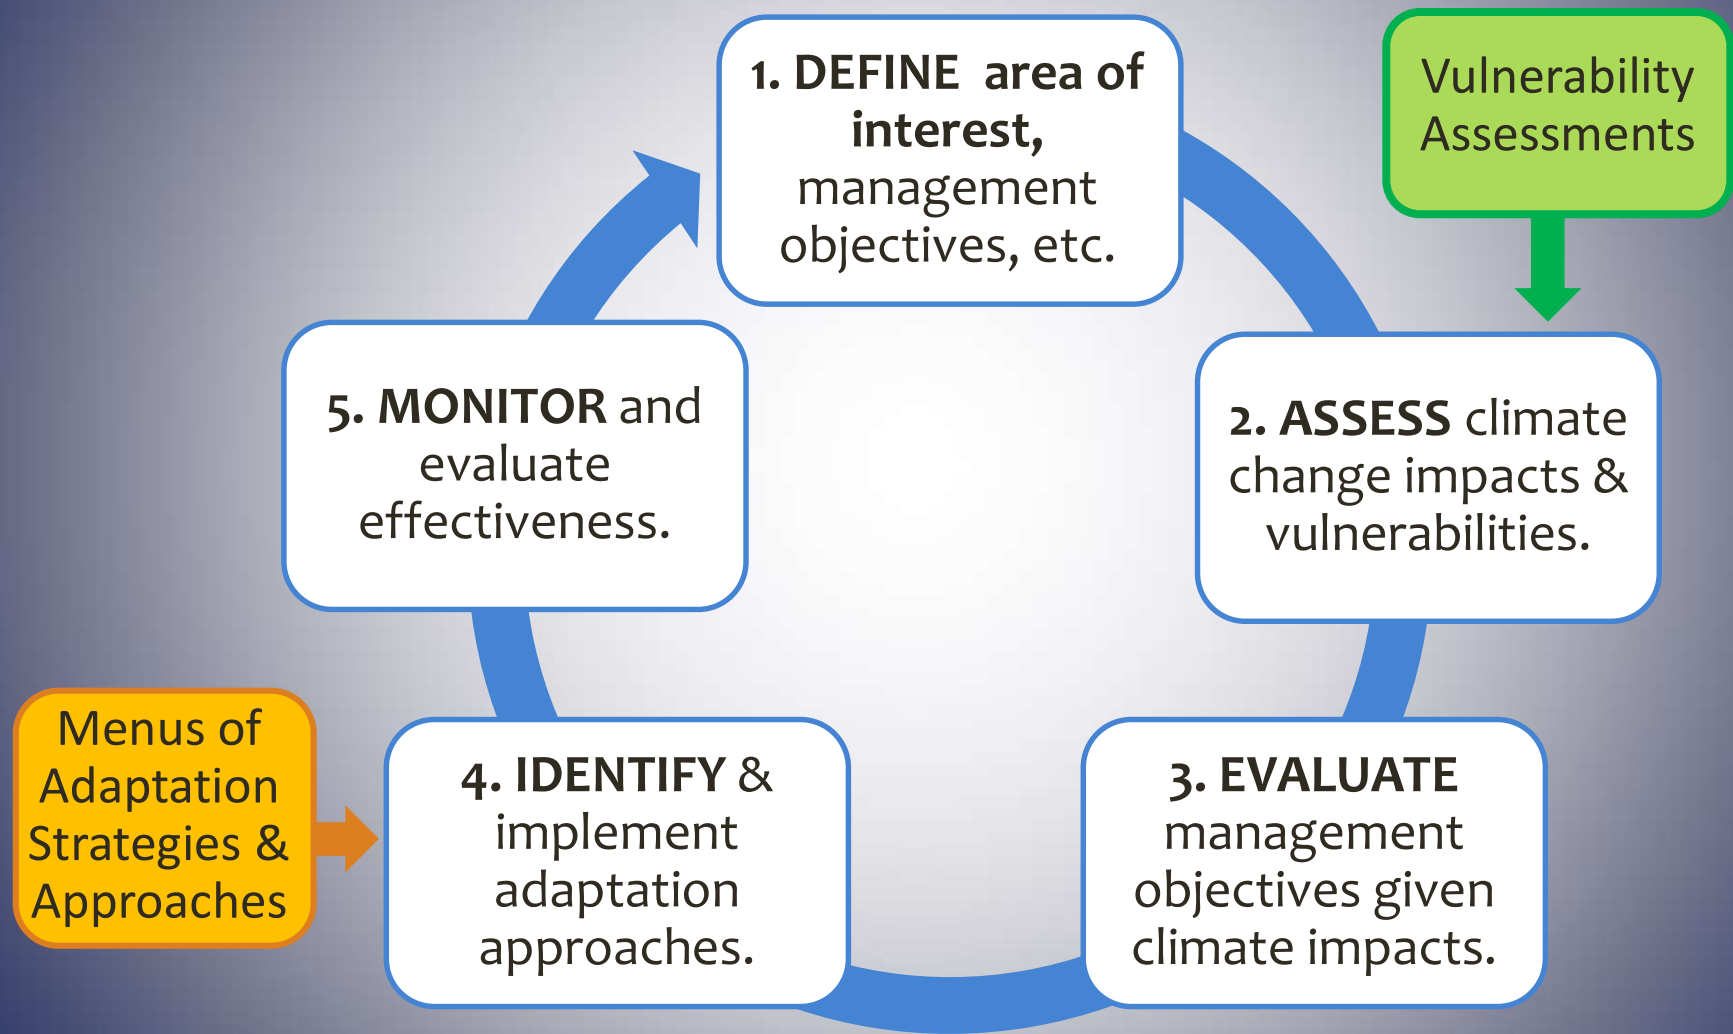 1. DEFINE area of
interest,
management
objectives, etc.
Vulnerability
Assessments
2. ASSESS climate
change impacts &
vulnerabilities.
3. EVALUATE
management
objectives given
climate impacts.
4. IDENTIFY &
implement
adaptation
approaches.
Menus of
Adaptation
Strategies &
Approaches
5. MONITOR and
evaluate
effectiveness.